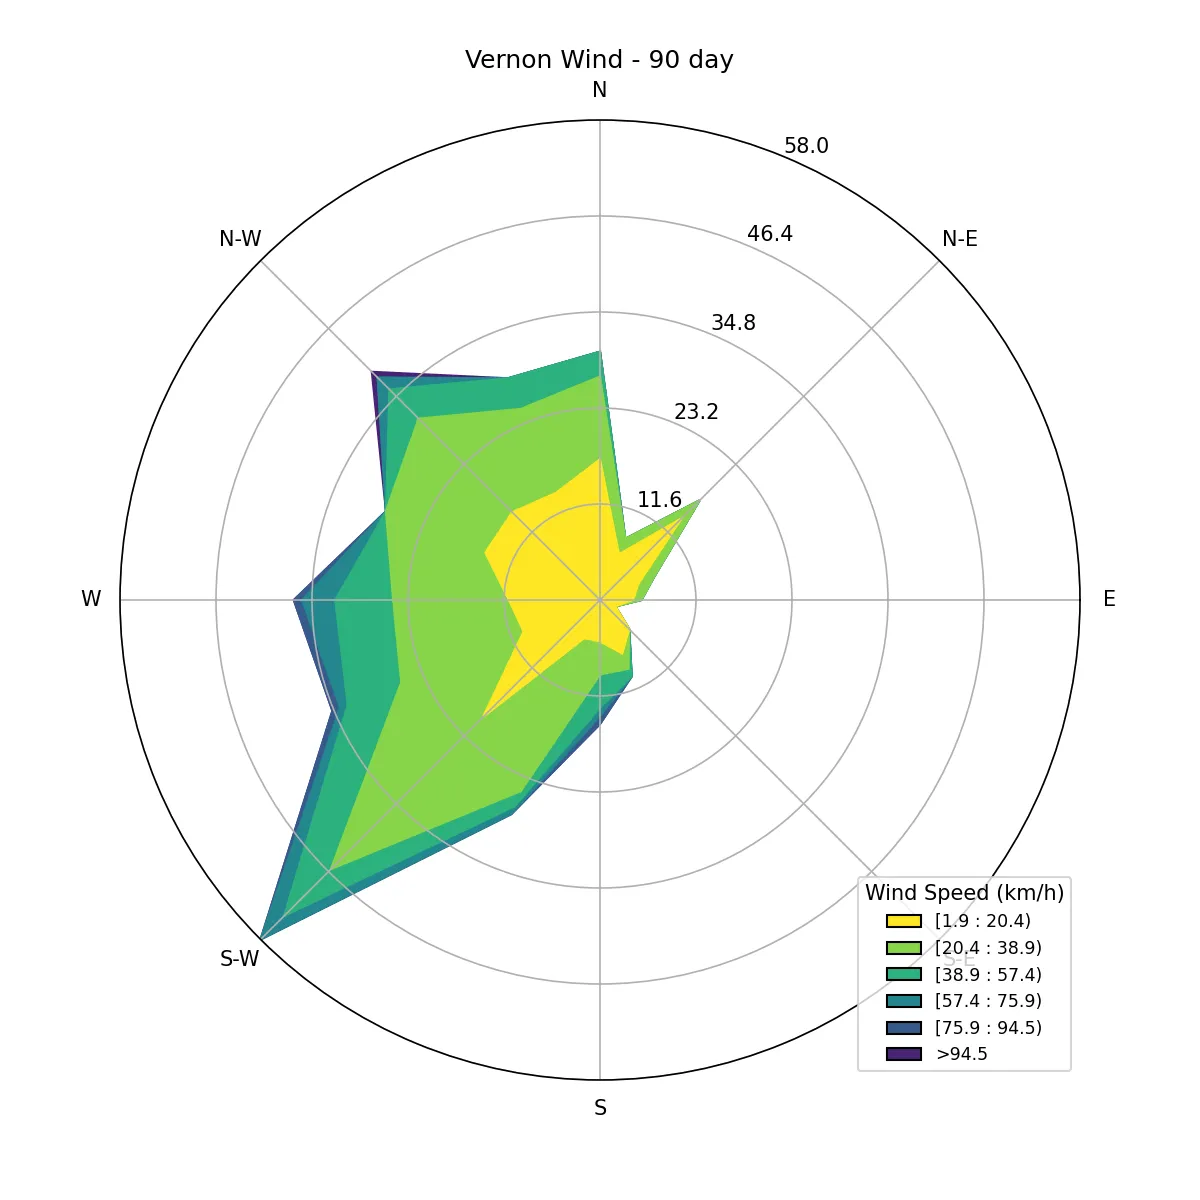 Vernon Wind - 90 day
N
58.0
N-W
46.4
N-E
34.8
23.2
11.6
W
E
S-W
S-E
S
Wind Speed (km/h)
[1.9 : 20.4)
[20.4 : 38.9)
[38.9 : 57.4)
[57.4 : 75.9)
[75.9 : 94.5)
>94.5